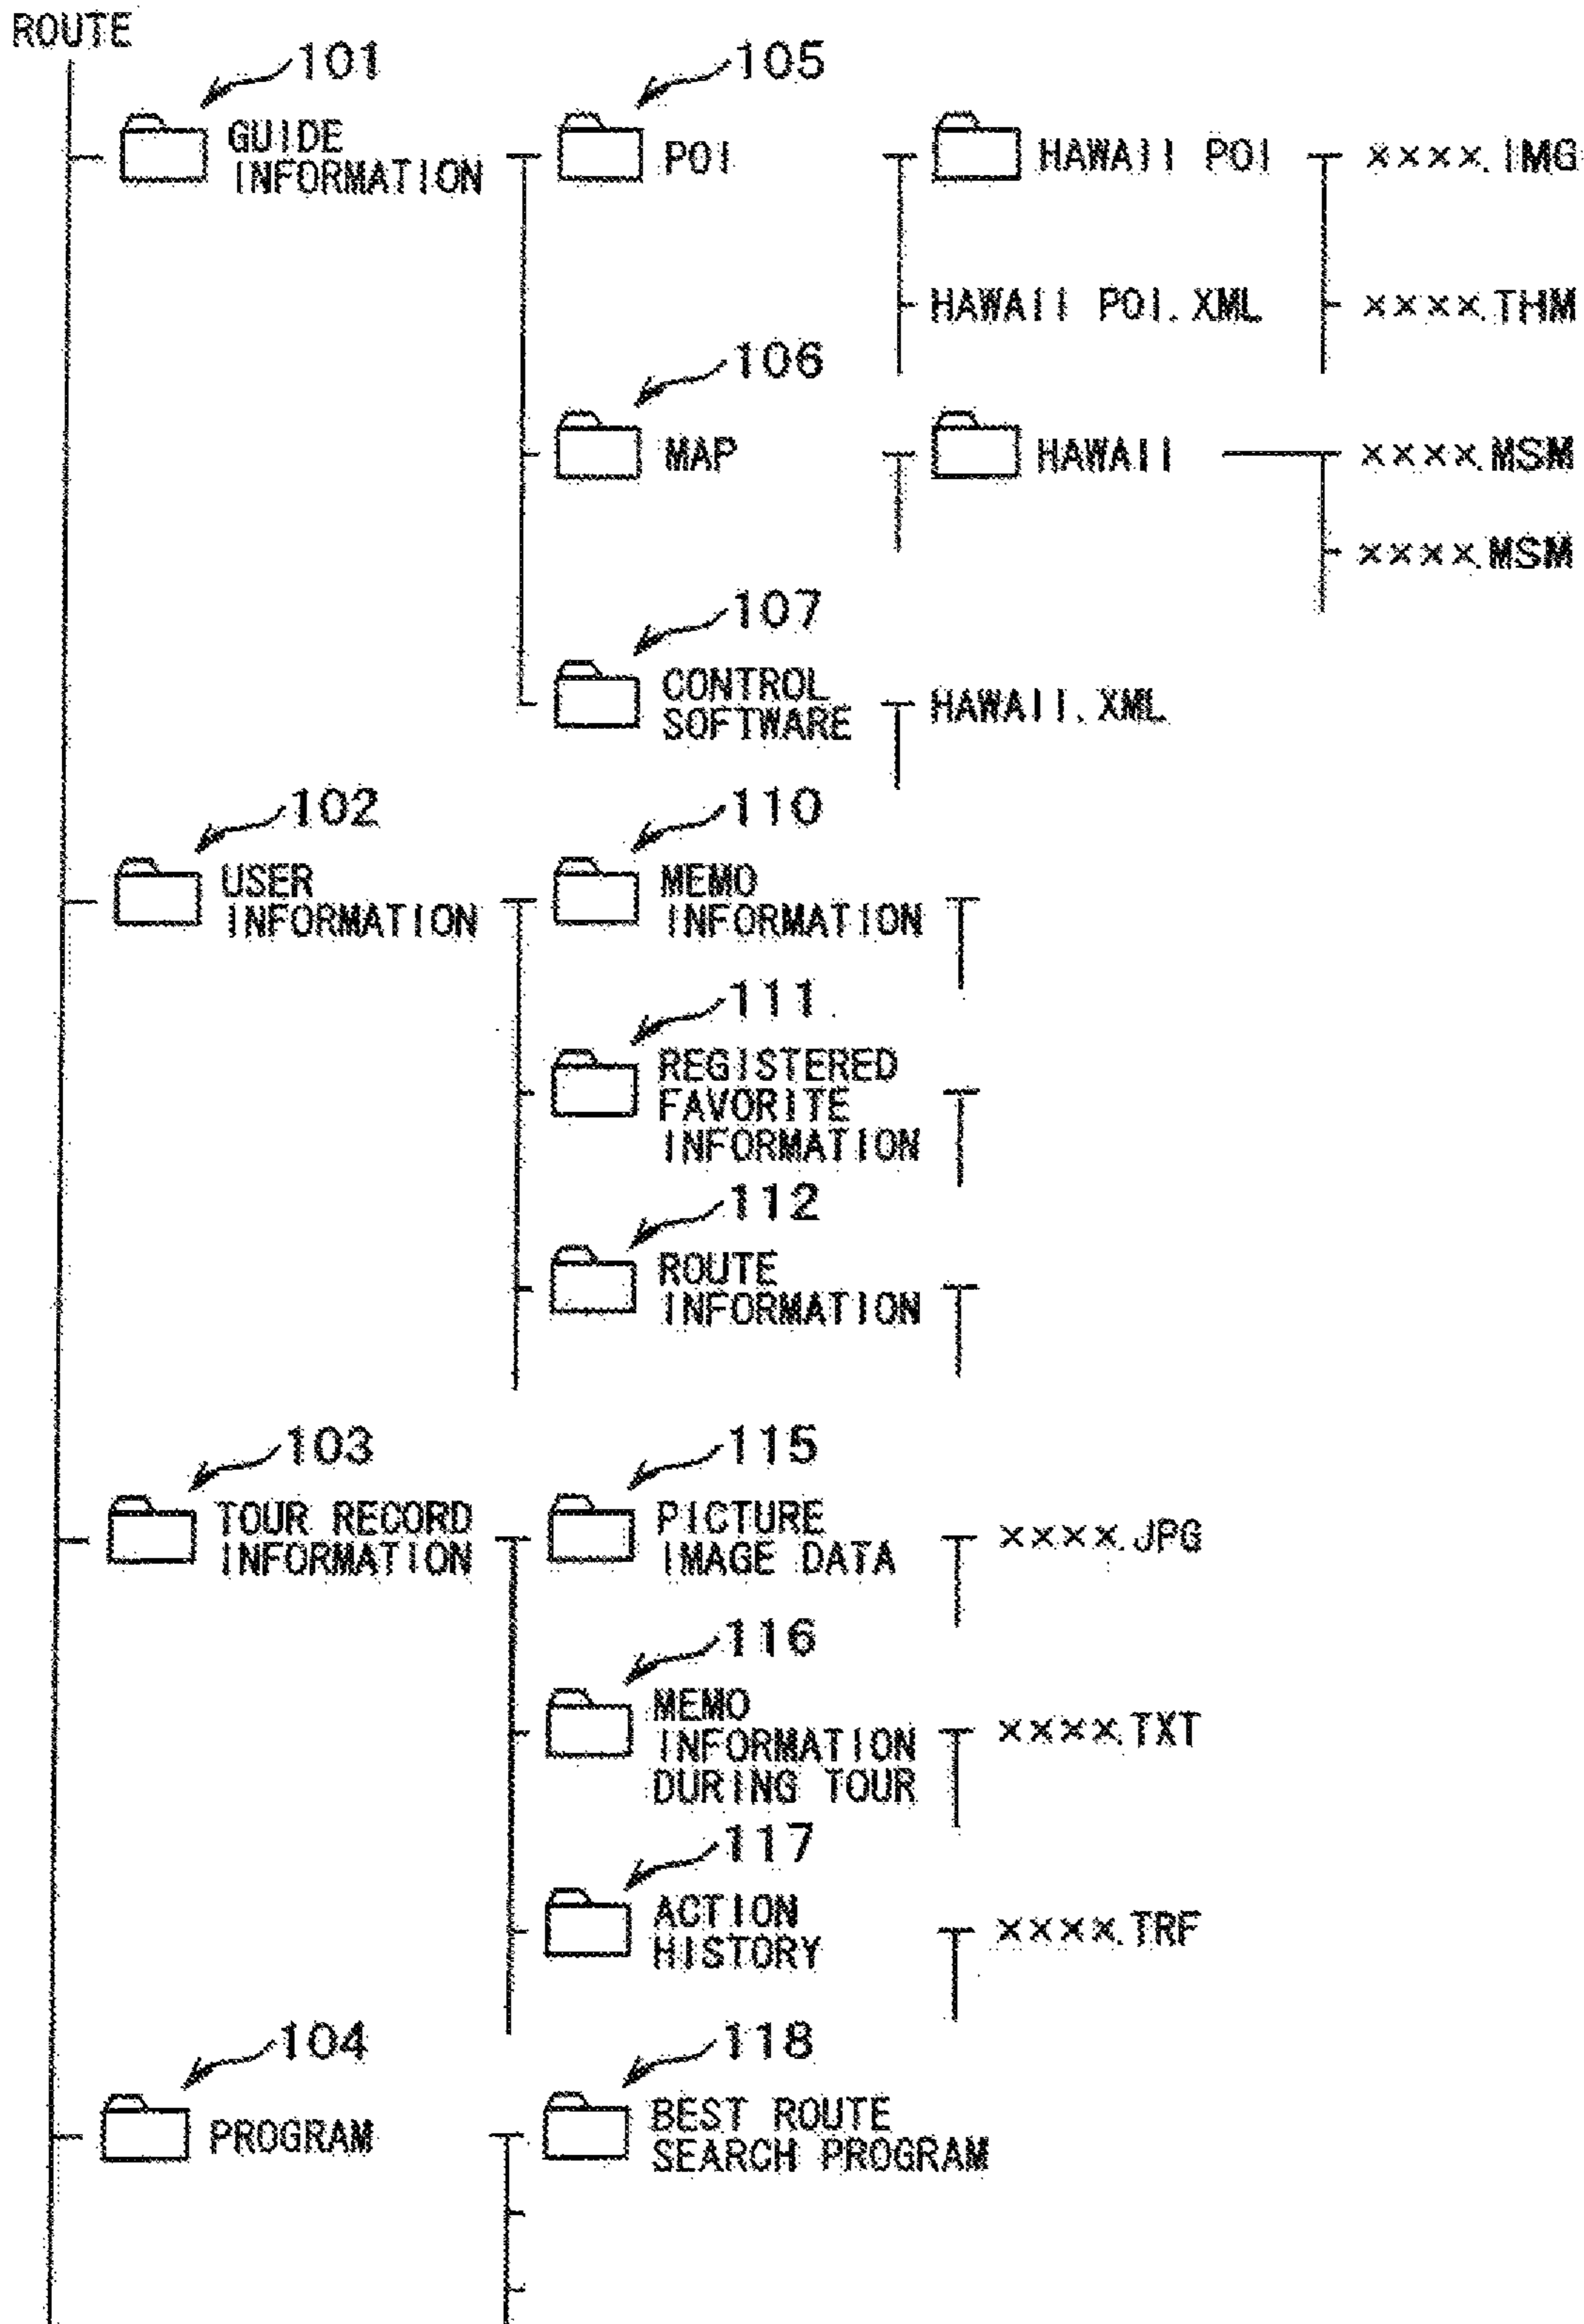 ROUTE
101
105
GUIDE
INFORMATION
POI
HAWAII POI
××××.IMG
HAWAII POI.XML
××××.THM
106
MAP
HAWAII
××××.MSM
××××.MSM
107
CONTROL
SOFTWARE
HAWAII.XML
102
110
USER
INFORMATION
MEMO
INFORMATION
111
REGISTERED
FAVORITE
INFORMATION
112
ROUTE
INFORMATION
103
115
TOUR RECORD
INFORMATION
PICTURE
IMAGE DATA
××××.JPG
116
MEMO
INFORMATION
DURING TOUR
××××.TXT
117
ACTION
HISTORY
××××.TRF
104
118
PROGRAM
BEST ROUTE
SEARCH PROGRAM